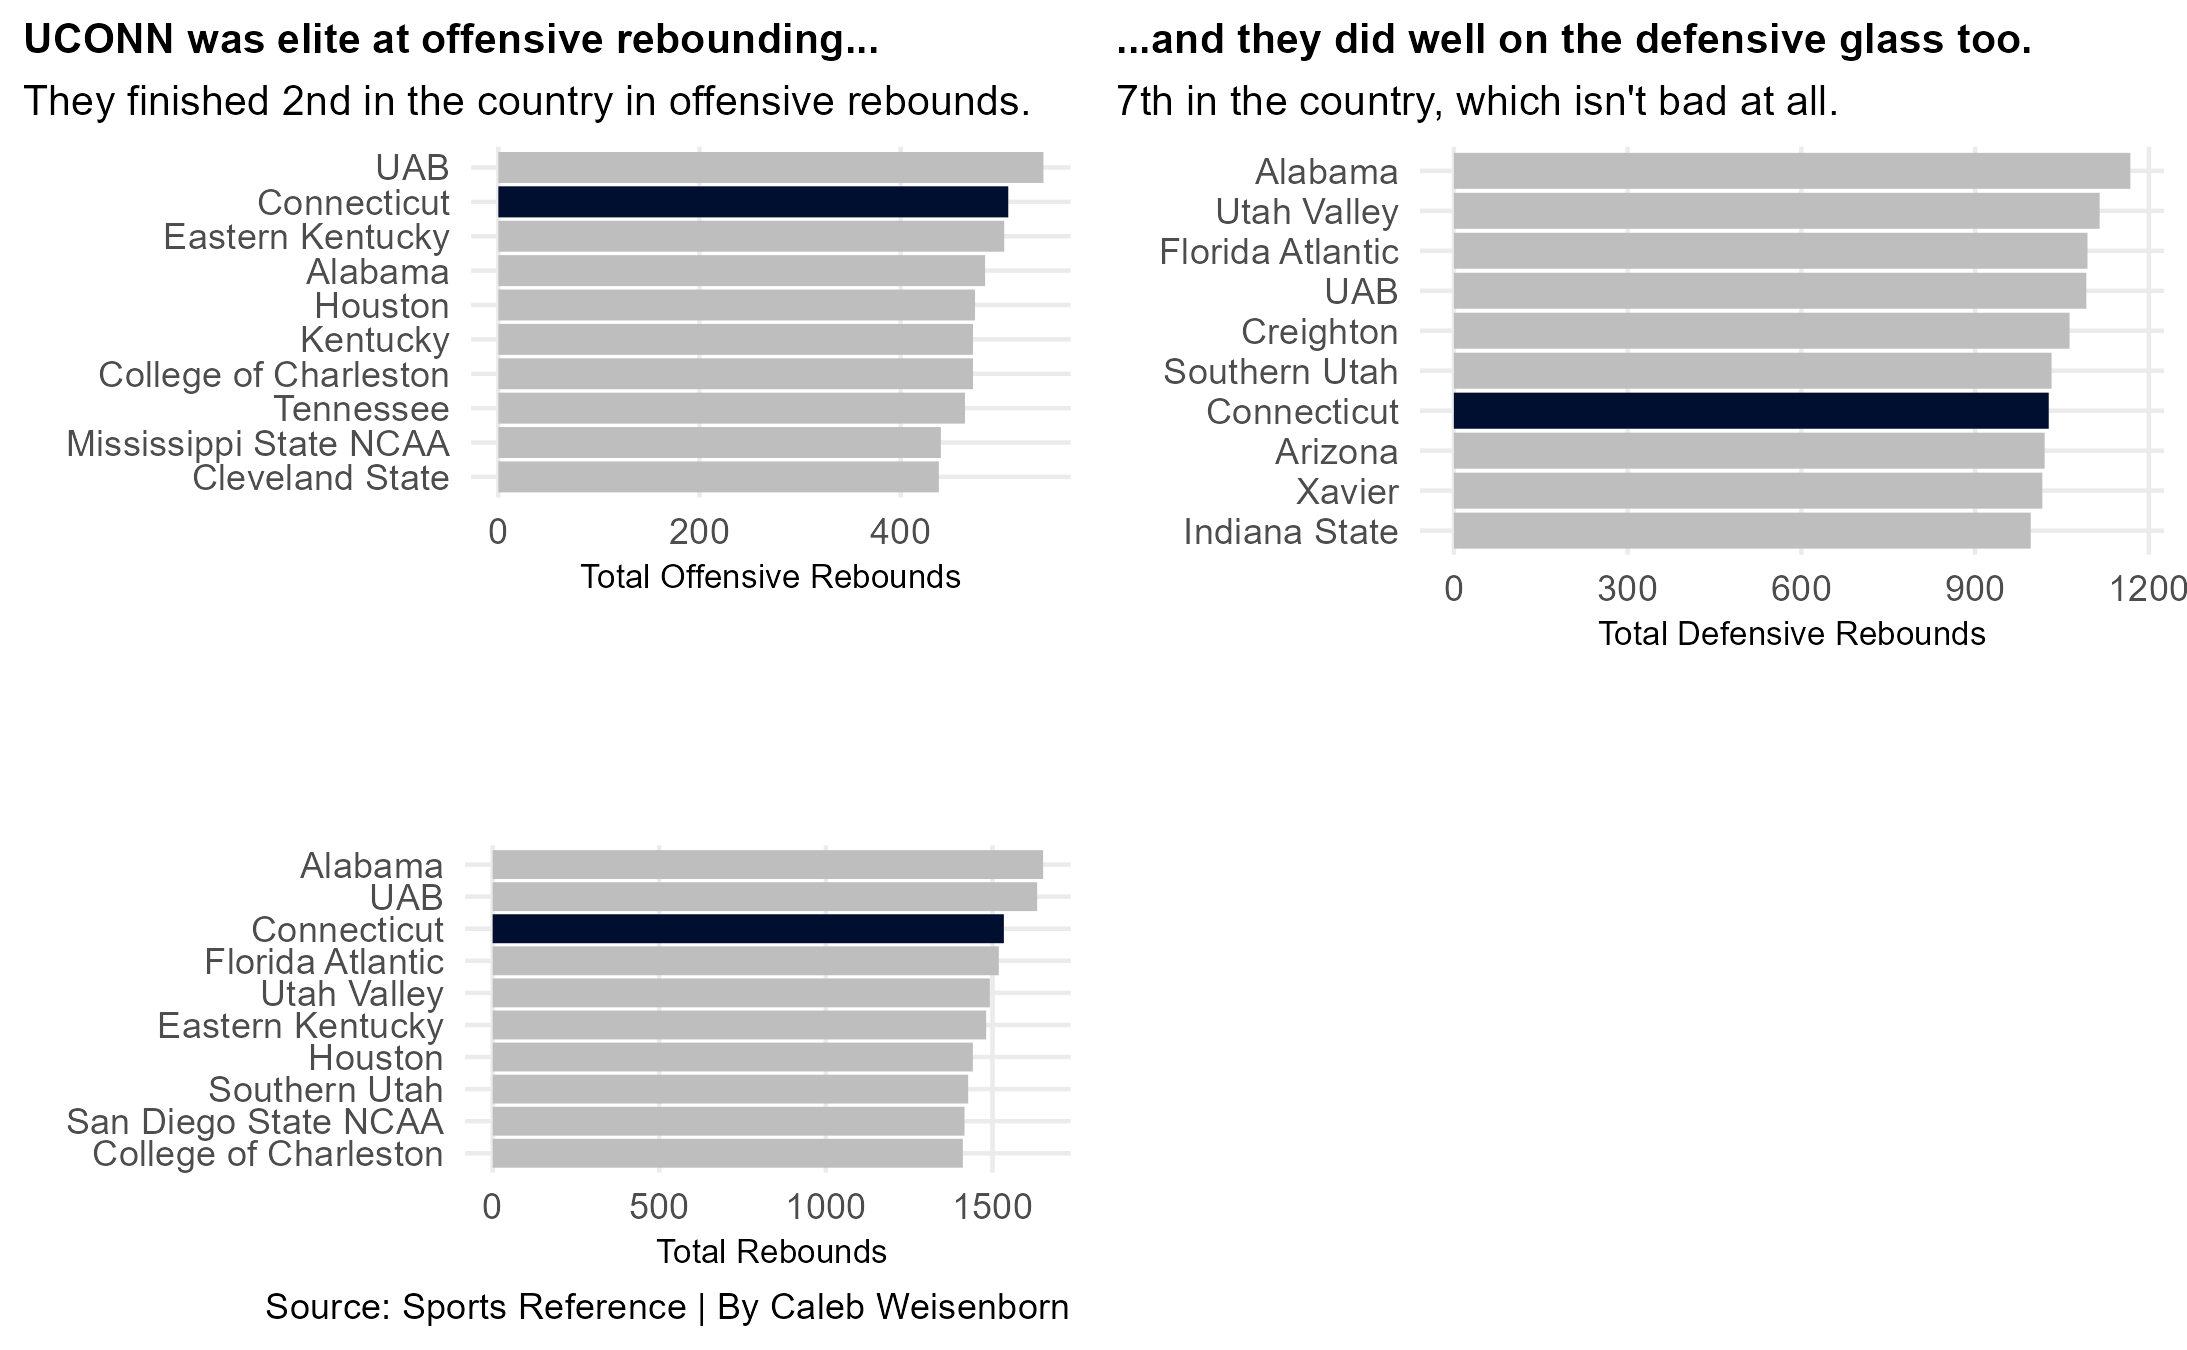 UCONN was elite at offensive rebounding...
They finished 2nd in the country in offensive rebounds.
UAB
Connecticut
Eastern Kentucky
Alabama
Houston
Kentucky
College of Charleston
Tennessee
Mississippi State NCAA
Cleveland State
0 200 400
Total Offensive Rebounds
...and they did well on the defensive glass too.
7th in the country, which isn't bad at all.
Alabama
Utah Valley
Florida Atlantic
UAB
Creighton
Southern Utah
Connecticut
Arizona
Xavier
Indiana State
0 300 600 900 1200
Total Defensive Rebounds
Alabama
UAB
Connecticut
Florida Atlantic
Utah Valley
Eastern Kentucky
Houston
Southern Utah
San Diego State NCAA
College of Charleston
0 500 1000 1500
Total Rebounds
Source: Sports Reference | By Caleb Weisenborn